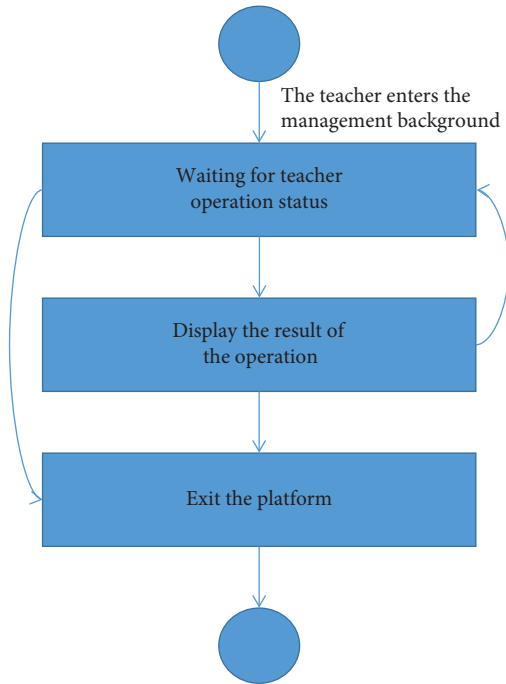 The teacher enters the
management background
Waiting for teacher
operation status
Display the result of
the operation
Exit the platform